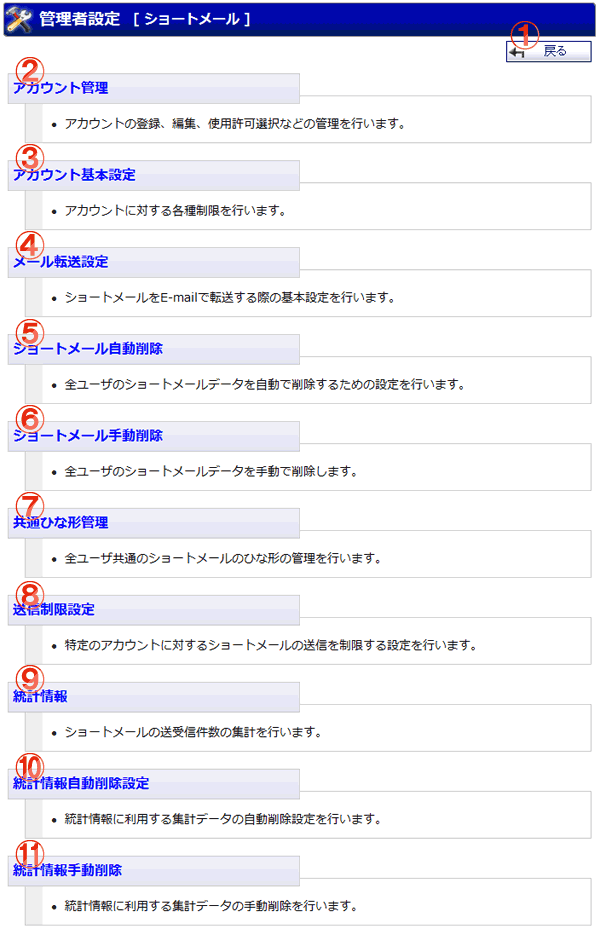 管理者設定 [ ショートメール ]
① 戻る
②
アカウント管理
• アカウントの登録、編集、使用許可選択などの管理を行います。
③
アカウント基本設定
• アカウントに対する各種制限を行います。
④
メール転送設定
• ショートメールをE-mailで転送する際の基本設定を行います。
⑤
ショートメール自動削除
• 全ユーザのショートメールデータを自動で削除するための設定を行います。
⑥
ショートメール手動削除
• 全ユーザのショートメールデータを手動で削除します。
⑦
共通ひな形管理
• 全ユーザ共通のショートメールのひな形の管理を行います。
⑧
送信制限設定
• 特定のアカウントに対するショートメールの送信を制限する設定を行います。
⑨
統計情報
• ショートメールの送受信件数の集計を行います。
⑩
統計情報自動削除設定
• 統計情報に利用する集計データの自動削除設定を行います。
⑪
統計情報手動削除
• 統計情報に利用する集計データの手動削除を行います。